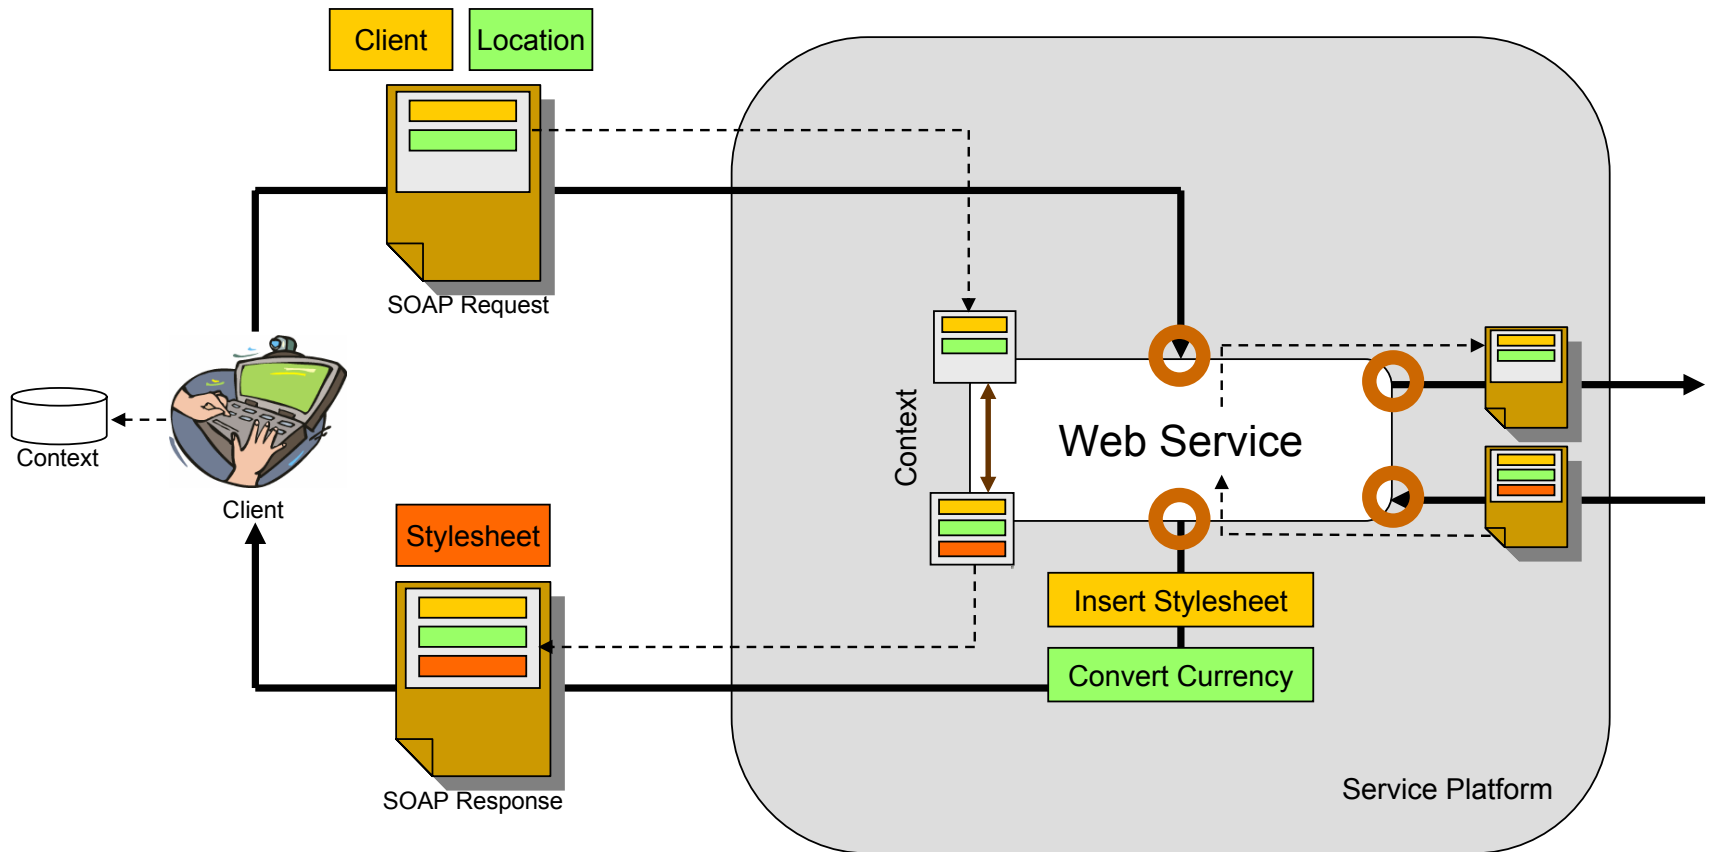 Client
Location
SOAP Request
Context
Client
Context
Web Service
Stylesheet
Insert Stylesheet
Convert Currency
SOAP Response
Service Platform